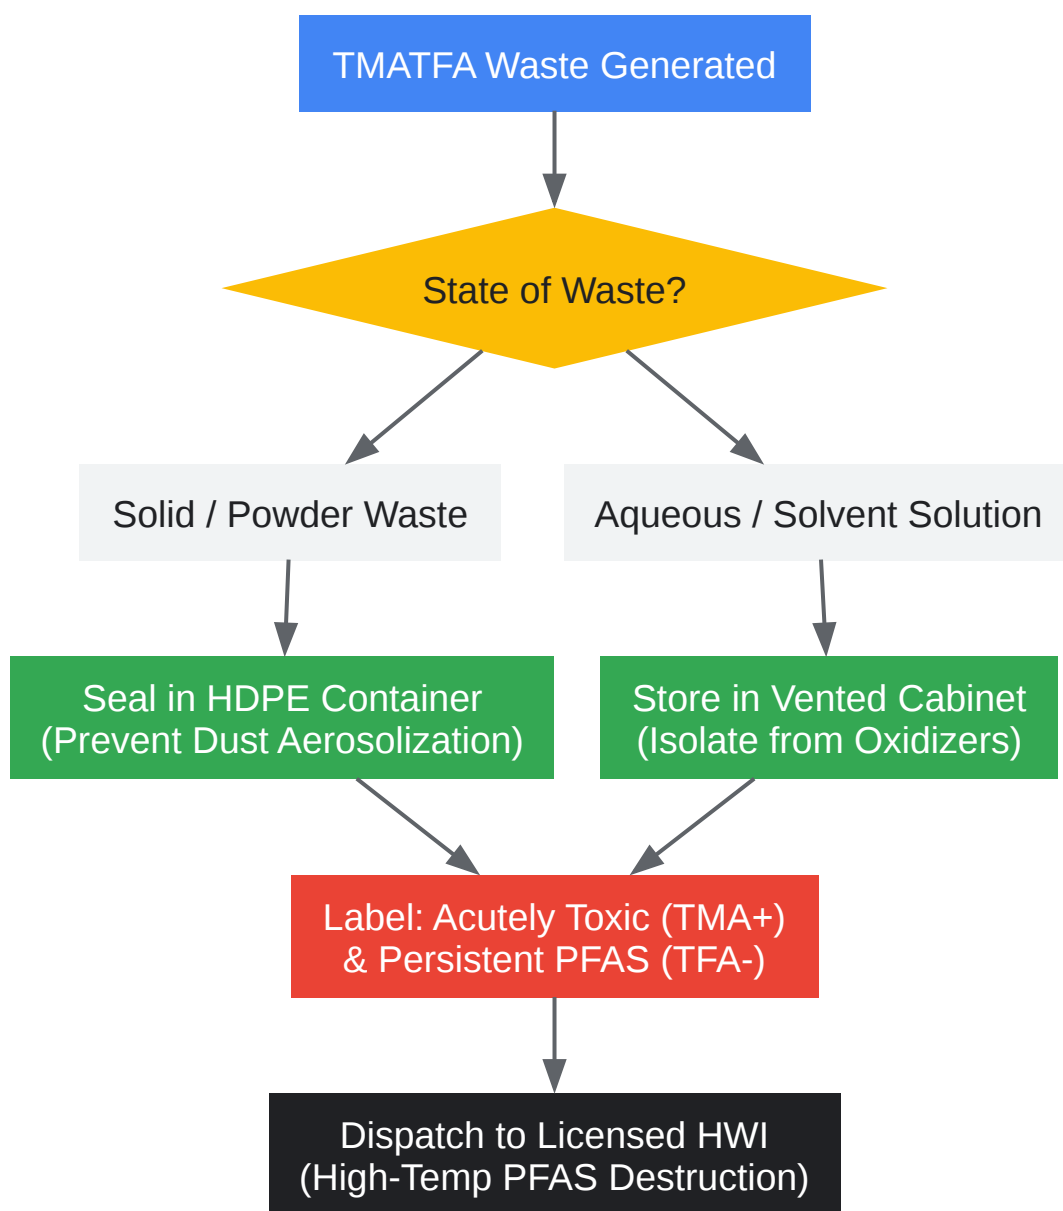 TMATFA Waste Generated
State of Waste?
Solid / Powder Waste
Aqueous / Solvent Solution
Seal in HDPE Container
(Prevent Dust Aerosolization)
Store in Vented Cabinet
(Isolate from Oxidizers)
Label: Acutely Toxic (TMA+)
& Persistent PFAS (TFA-)
Dispatch to Licensed HWI
(High-Temp PFAS Destruction)